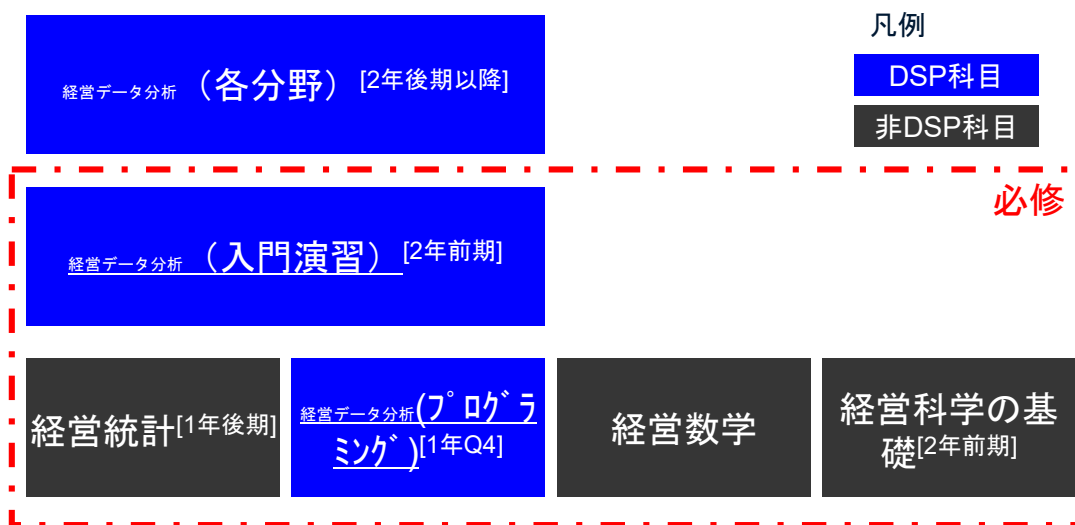 凡例
経営データ分析（各分野）[2年後期以降]
DSP科目
非DSP科目
必修
経営データ分析（入門演習）[2年前期]
経営統計[1年後期]
経営データ分析(ﾌﾟﾛｸﾞﾗ
ﾐﾝｸﾞ)[1年Q4]
経営数学
経営科学の基
礎[2年前期]